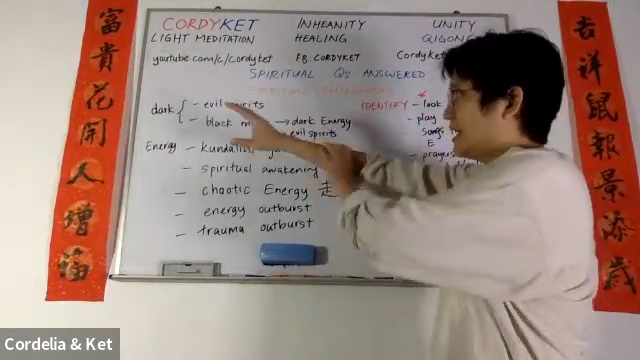 富貴花開人增福
CORDYKET INHEANITY UNITY
LIGHT MEDITATION HEALING QIGONG
youtube.com/c/cordyket FB: CORDYKET CordyKet
SPIRITUAL Qs ANSWERED
IDENTIFY - look
dark { - evil spirits
- black → dark Energy - play
evil spirits songs
E
Energy - kundalini - prayers
- spiritual awakening
- chaotic Energy 走
- energy outburst
- trauma outburst
吉祥鼠報景添歲
Cordelia & Ket